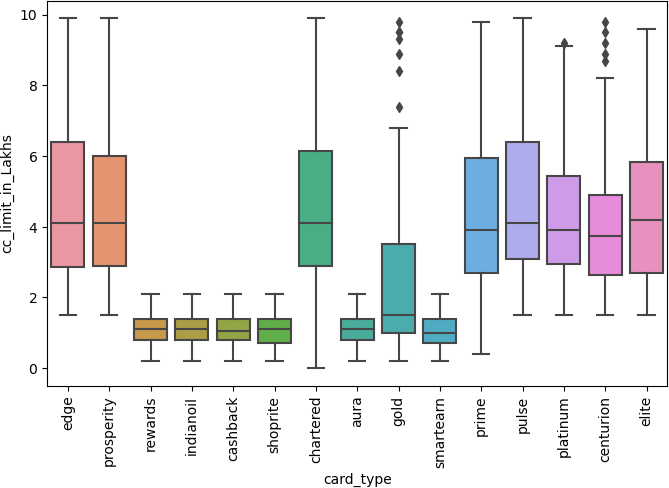 10
8
6
4
2
0
cc_limit_in_Lakhs
edge
prosperity
rewards
indianoil
cashback
shoprite
chartered
aura
gold
smartearn
prime
pulse
platinum
centurion
elite
card_type